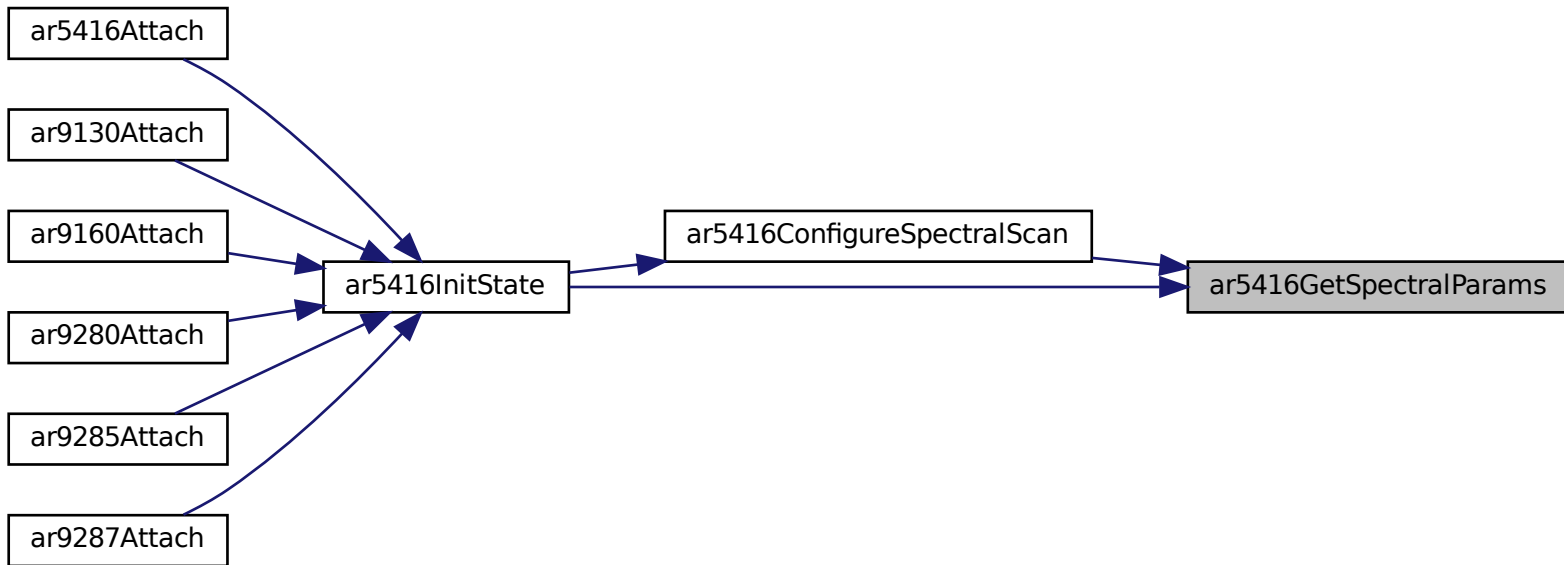 ar5416Attach
ar9130Attach
ar9160Attach
ar9280Attach
ar9285Attach
ar9287Attach
ar5416InitState
ar5416ConfigureSpectralScan
ar5416GetSpectralParams